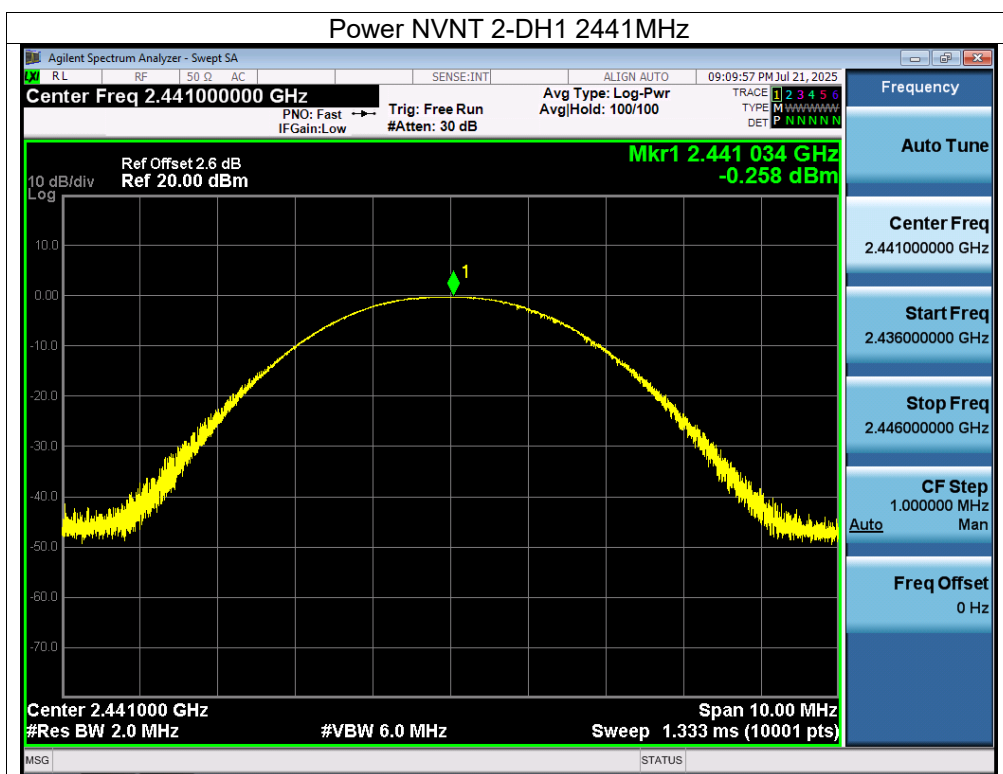 Power NVNT 2-DH1 2441MHz
Agilent Spectrum Analyzer - Swept SA
LXI RL RF 50 Ω AC SENSE:INT ALIGN AUTO 09:09:57 PM Jul 21, 2025
Center Freq 2.441000000 GHz
PNO: Fast
IFGain:Low
Trig: Free Run
#Atten: 30 dB
Avg Type: Log-Pwr
Avg|Hold: 100/100
TRACE 1 2 3 4 5 6
TYPE M WWWWW
DET P N N N N N
Mkr1 2.441 034 GHz
-0.258 dBm
Ref Offset 2.6 dB
10 dB/div Ref 20.00 dBm
Log
10.0
0.00
-10.0
-20.0
-30.0
-40.0
-50.0
-60.0
-70.0
1
Center 2.441000 GHz Span 10.00 MHz
#Res BW 2.0 MHz #VBW 6.0 MHz Sweep 1.333 ms (10001 pts)
MSG STATUS
Frequency
Auto Tune
Center Freq
2.441000000 GHz
Start Freq
2.436000000 GHz
Stop Freq
2.446000000 GHz
CF Step
1.000000 MHz
Auto Man
Freq Offset
0 Hz